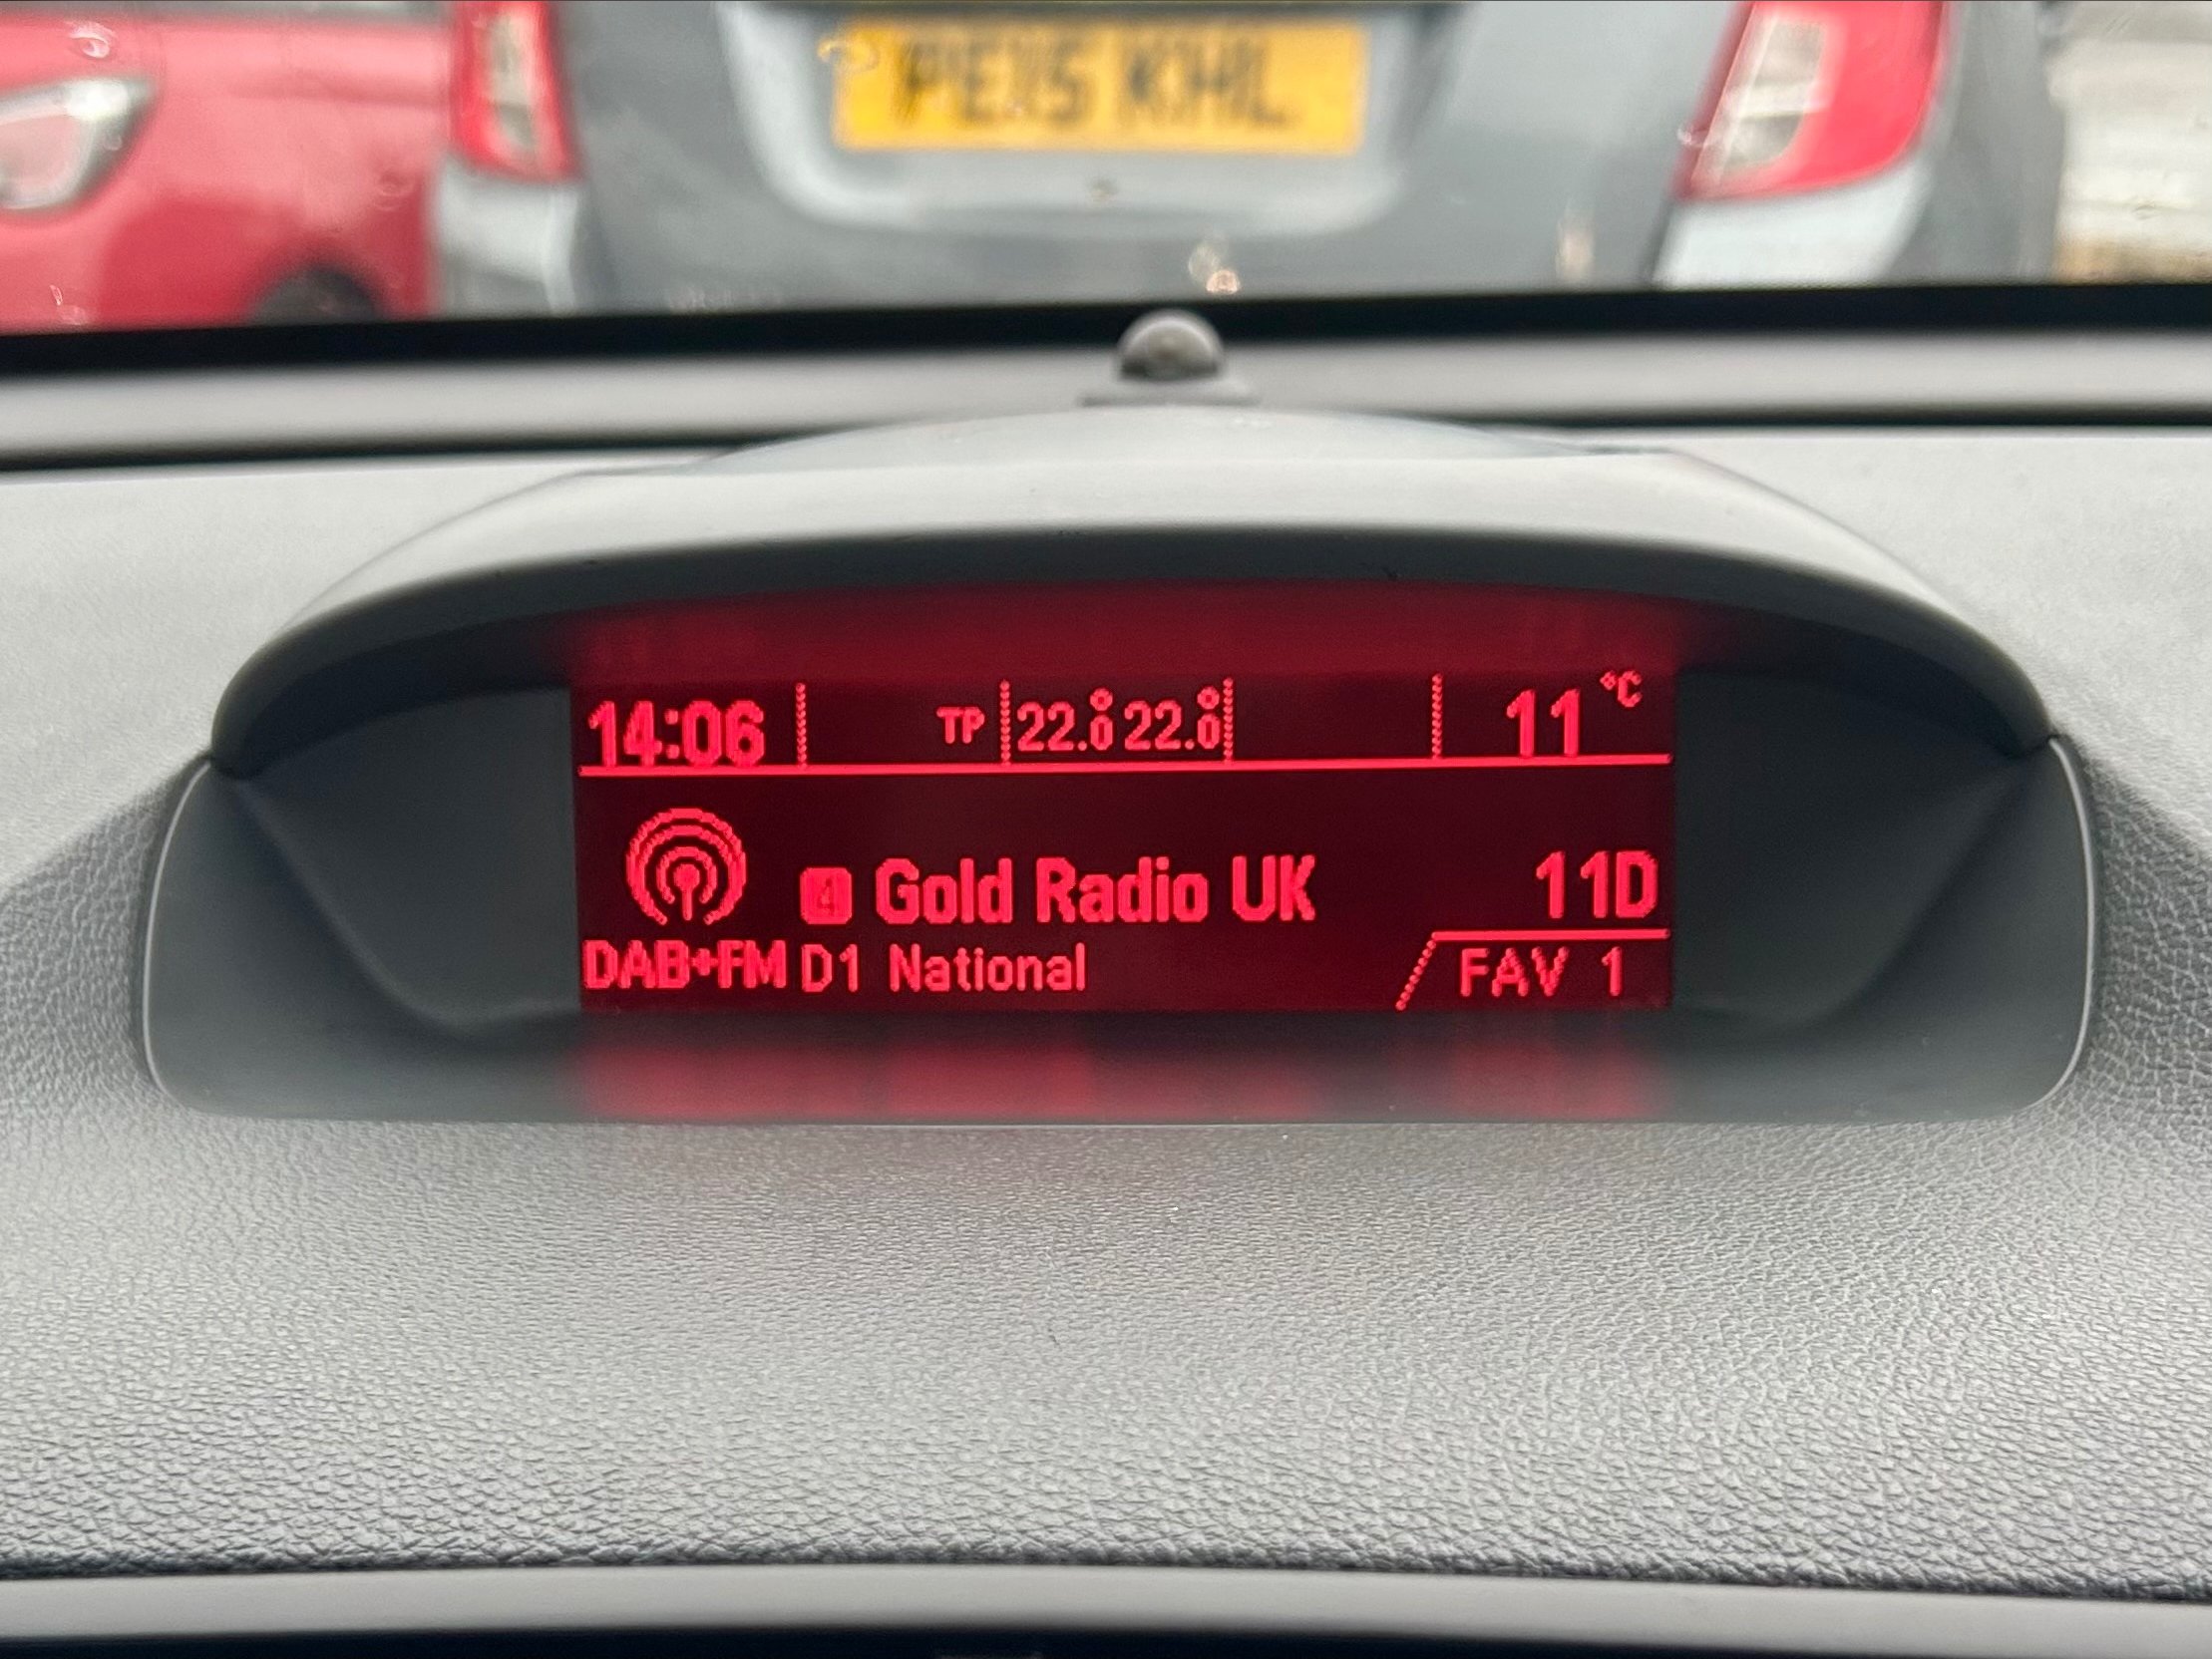 PE15 KHL
14:06 TP 22.0° 22.0° 11 °C
4 Gold Radio UK 11D
DAB+FM D1 National FAV 1